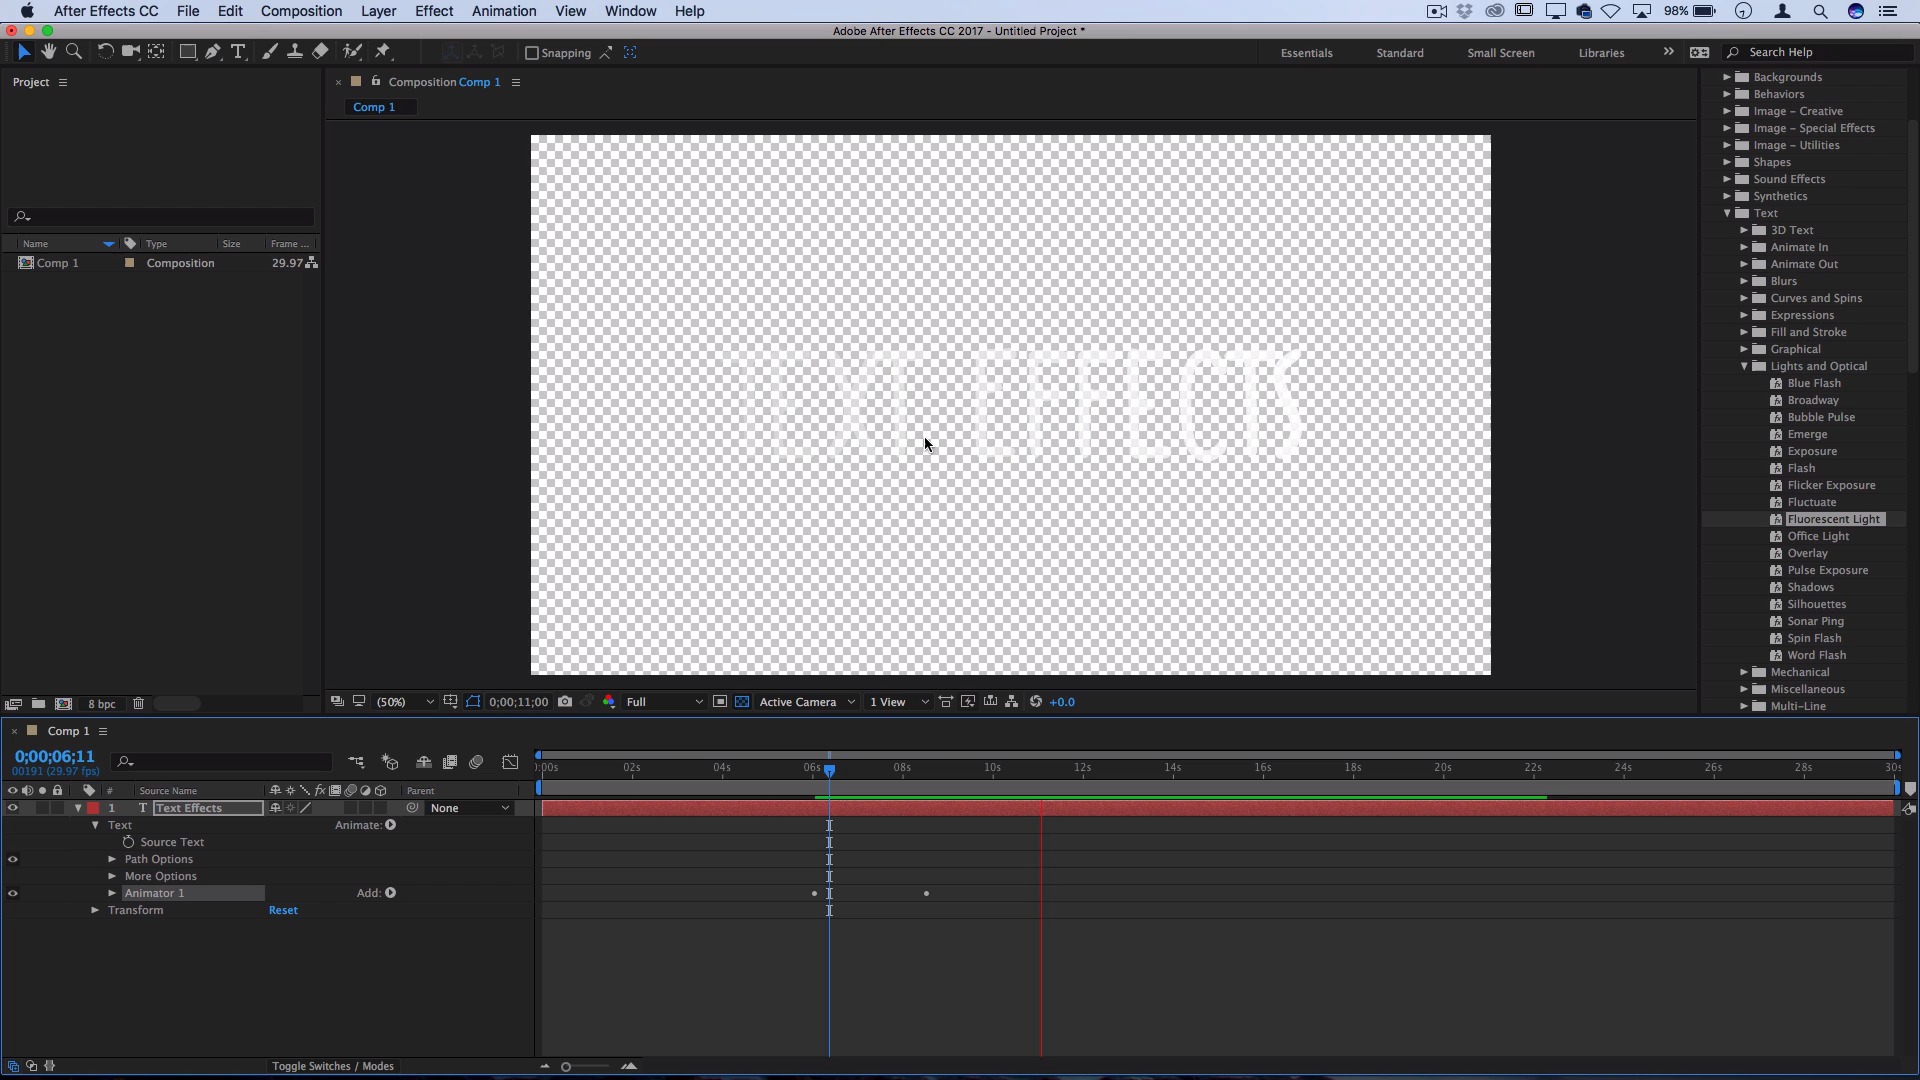 After Effects CC File Edit Composition Layer Effect Animation View Window Help 98%
Adobe After Effects CC 2017 - Untitled Project *
Snapping Essentials Standard Small Screen Libraries Search Help
Project
Composition Comp 1
Comp 1
Name Type Size Frame ...
Comp 1 Composition 29.97
TEXT EFFECTS
Backgrounds
Behaviors
Image - Creative
Image - Special Effects
Image - Utilities
Shapes
Sound Effects
Synthetics
Text
3D Text
Animate In
Animate Out
Blurs
Curves and Spins
Expressions
Fill and Stroke
Graphical
Lights and Optical
Blue Flash
Broadway
Bubble Pulse
Emerge
Exposure
Flash
Flicker Exposure
Fluctuate
Fluorescent Light
Office Light
Overlay
Pulse Exposure
Shadows
Silhouettes
Sonar Ping
Spin Flash
Word Flash
Mechanical
Miscellaneous
Multi-Line
8 bpc
(50%) 0;00;11;00 Full Active Camera 1 View +0.0
Comp 1
0;00;06;11
00191 (29.97 fps)
:00s 02s 04s 06s 08s 10s 12s 14s 16s 18s 20s 22s 24s 26s 28s 30s
# Source Name Parent
1 T Text Effects None
Text Animate:
Source Text
Path Options
More Options
Animator 1 Add:
Transform Reset
Toggle Switches / Modes